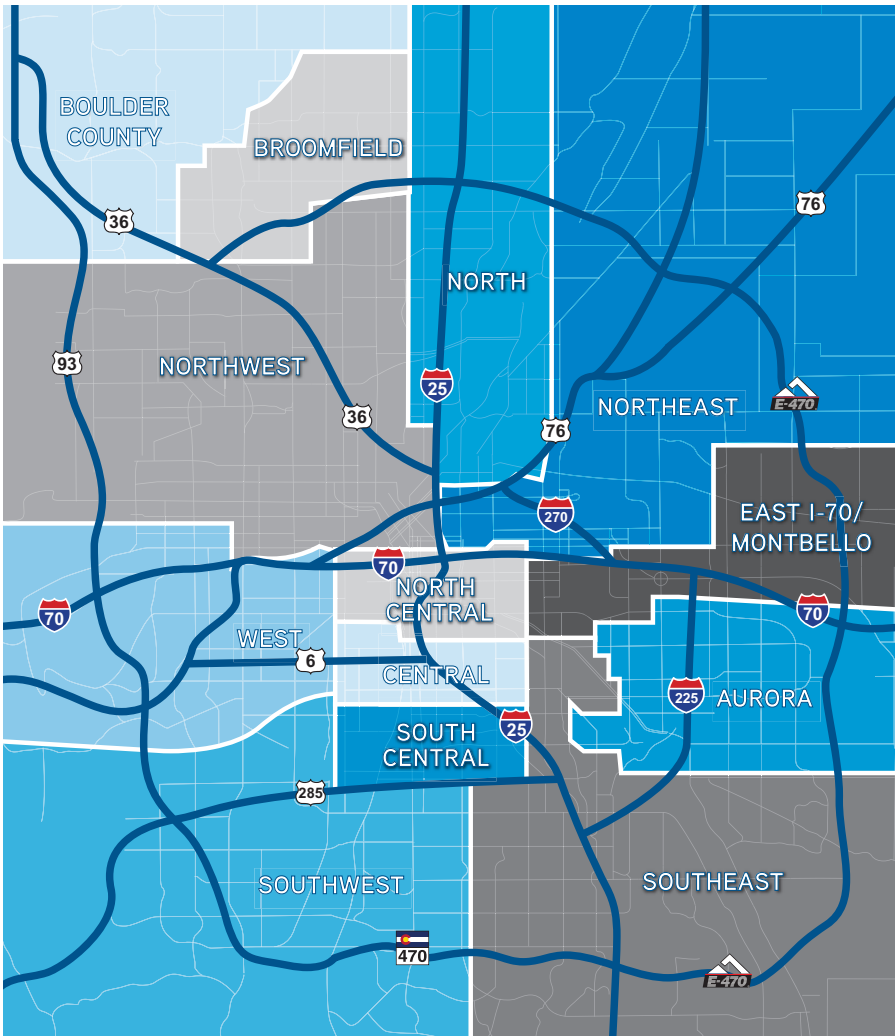 BOULDER
COUNTY
BROOMFIELD
36
76
NORTH
93
NORTHWEST
25
E-470
36
NORTHEAST
76
270
EAST I-70/
MONTBELLO
70
NORTH
CENTRAL
70
70
WEST
6
CENTRAL
225
AURORA
25
SOUTH
CENTRAL
285
SOUTHWEST
SOUTHEAST
470
E-470